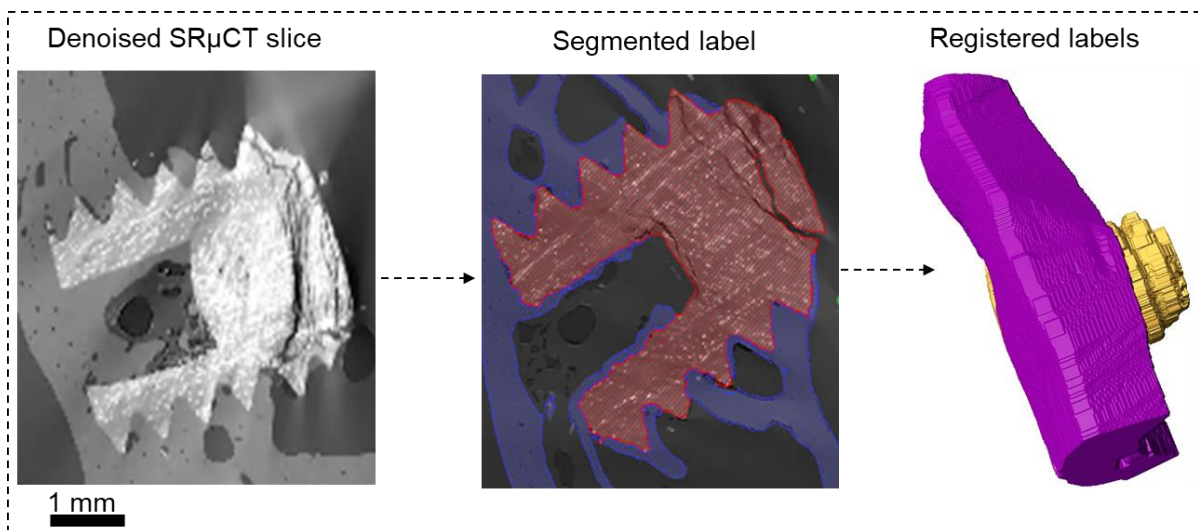 Denoised SRµCT slice
Segmented label
Registered labels
1 mm